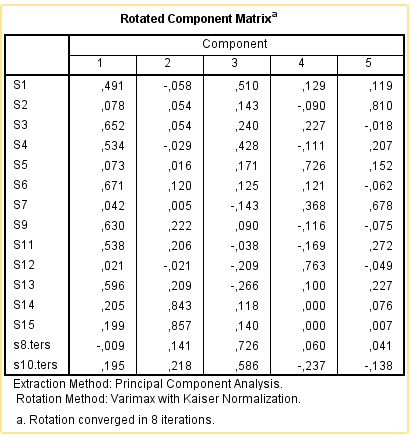 Rotated Component Matrixa
Component
1 2 3 4 5
S1 ,491 -,058 ,510 ,129 ,119
S2 ,078 ,054 ,143 -,090 ,810
S3 ,652 ,054 ,240 ,227 -,018
S4 ,534 -,029 ,428 -,111 ,207
S5 ,073 ,016 ,171 ,726 ,152
S6 ,671 ,120 ,125 ,121 -,062
S7 ,042 ,005 -,143 ,368 ,678
S9 ,630 ,222 ,090 -,116 -,075
S11 ,538 ,206 -,038 -,169 ,272
S12 ,021 -,021 -,209 ,763 -,049
S13 ,596 ,209 -,266 ,100 ,227
S14 ,205 ,843 ,118 ,000 ,076
S15 ,199 ,857 ,140 ,000 ,007
s8.ters -,009 ,141 ,726 ,060 ,041
s10.ters ,195 ,218 ,586 -,237 -,138
Extraction Method: Principal Component Analysis.
Rotation Method: Varimax with Kaiser Normalization.
a. Rotation converged in 8 iterations.